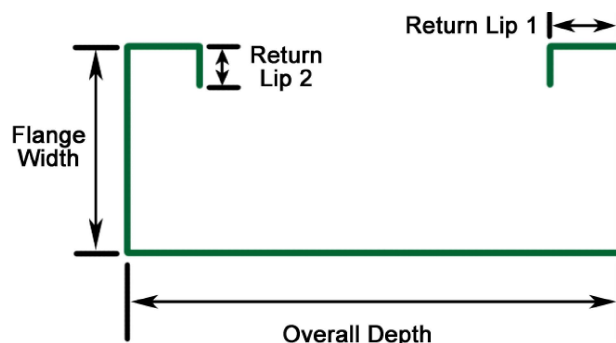 Return Lip 1
Return
Lip 2
Flange
Width
Overall Depth